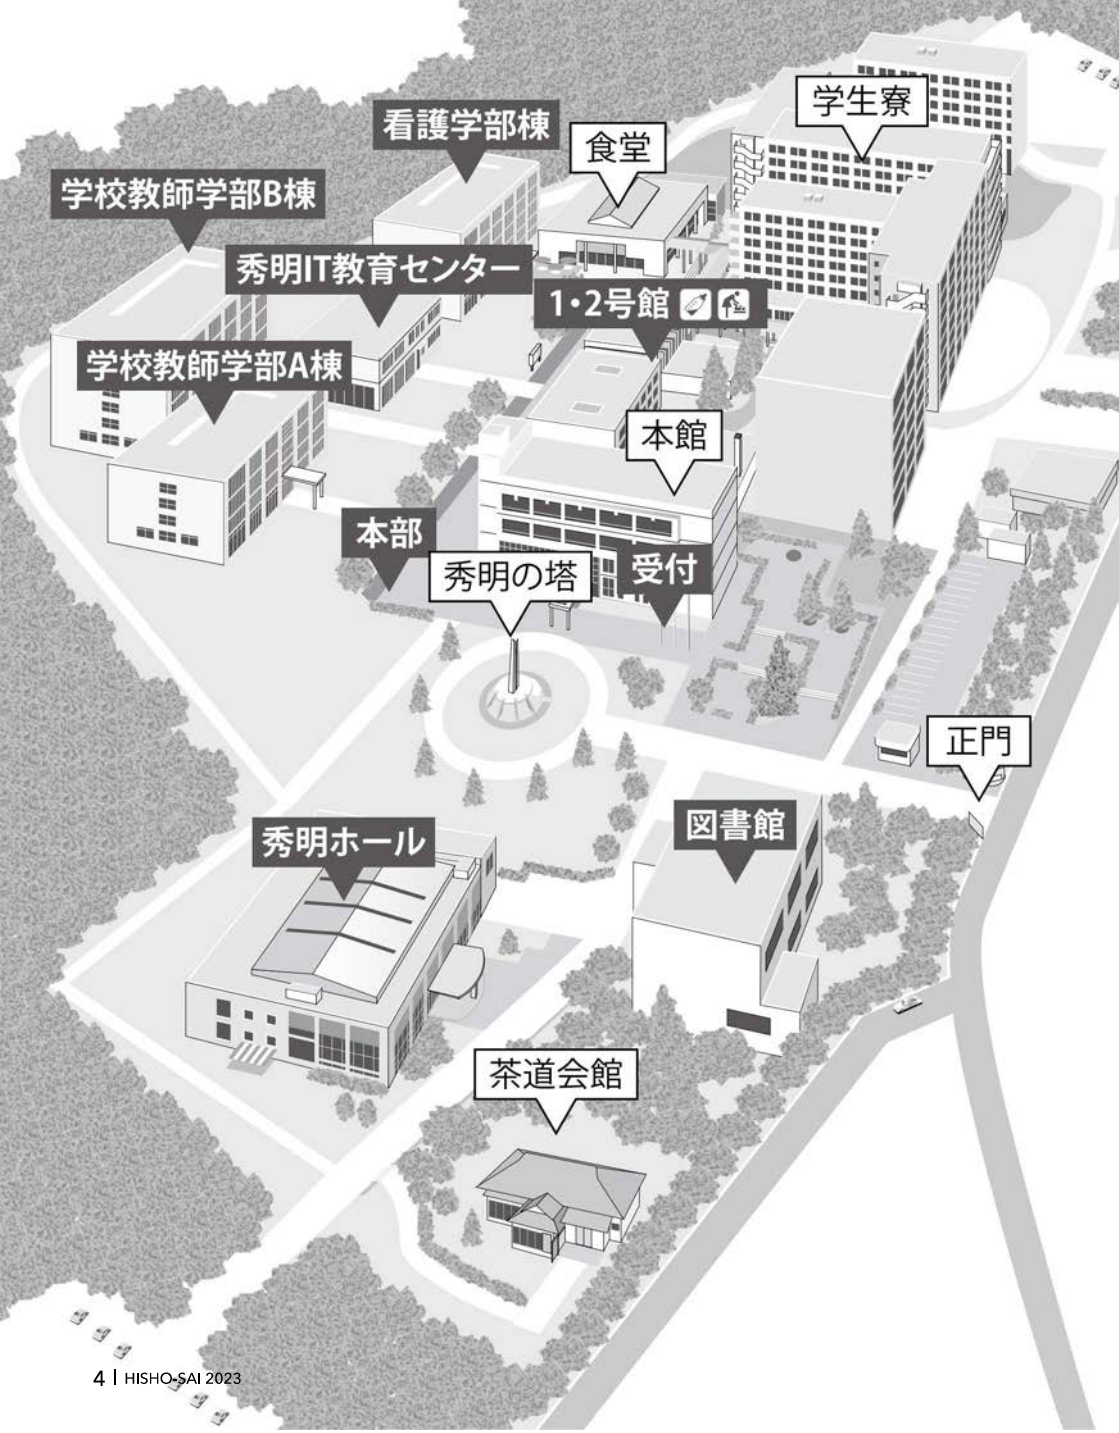 学生寮
看護学部棟
食堂
学校教師学部B棟
秀明IT教育センター
1・2号館
学校教師学部A棟
本館
本部
秀明の塔
受付
正門
図書館
秀明ホール
茶道会館
4 | HISHO-SAI 2023